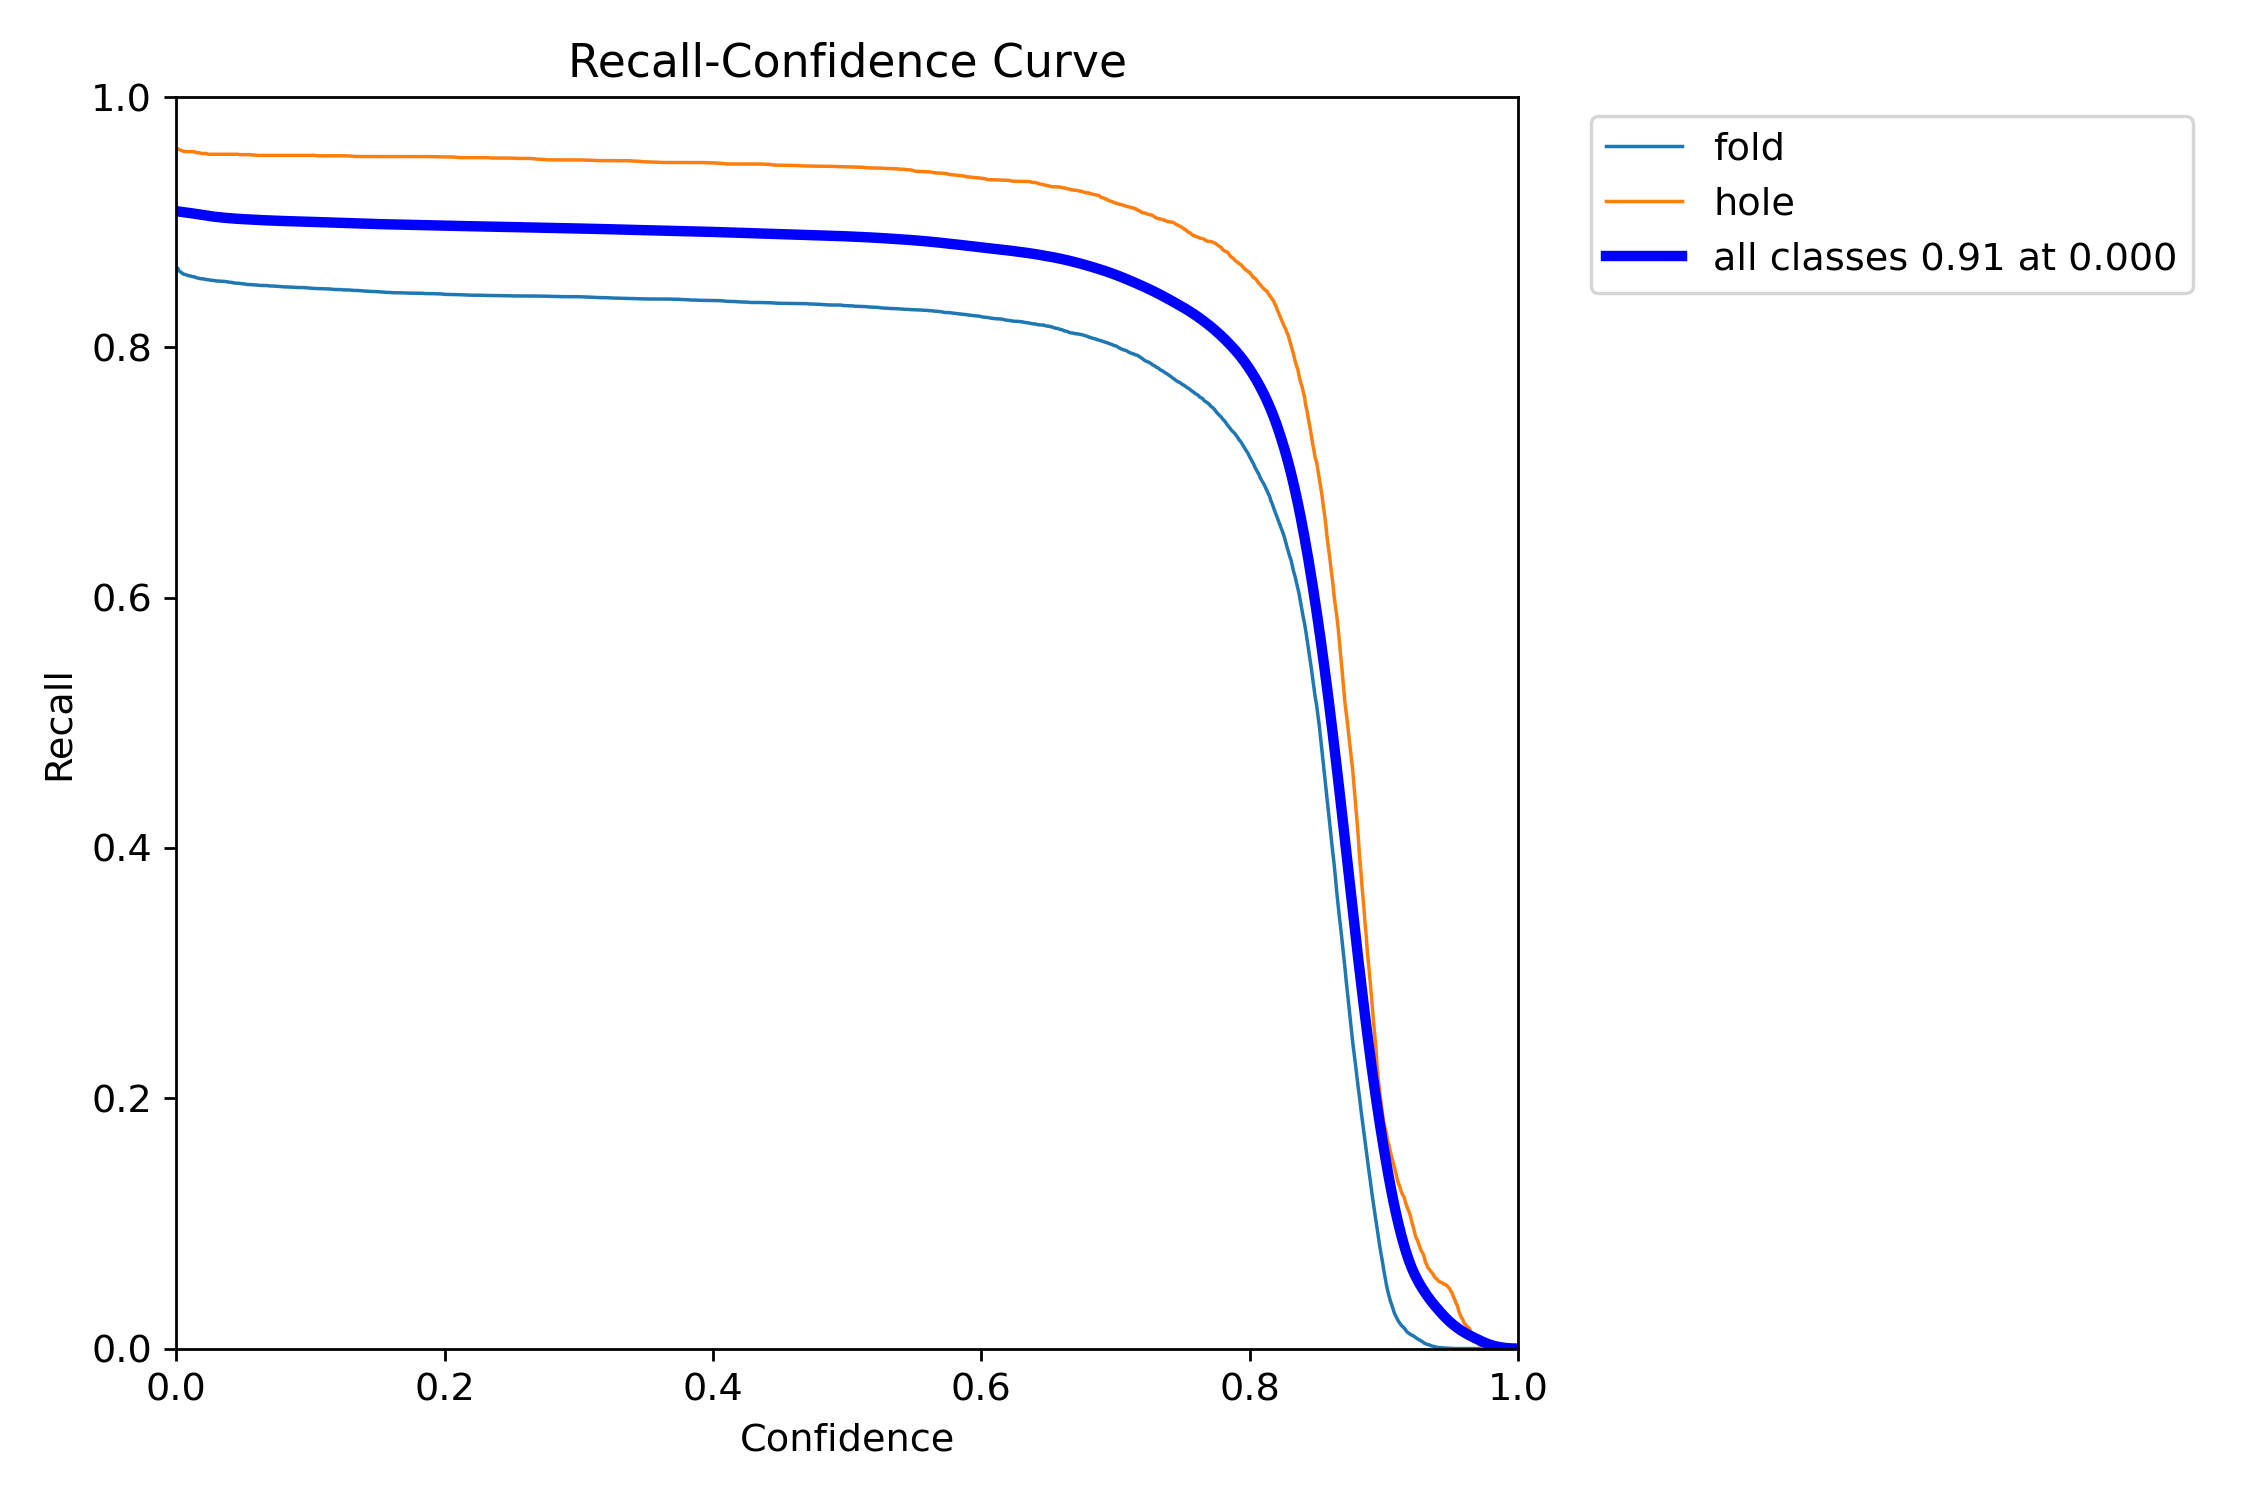 Recall-Confidence Curve
1.0
0.8
0.6
0.4
0.2
0.0
Recall
0.0 0.2 0.4 0.6 0.8 1.0
Confidence
fold
hole
all classes 0.91 at 0.000